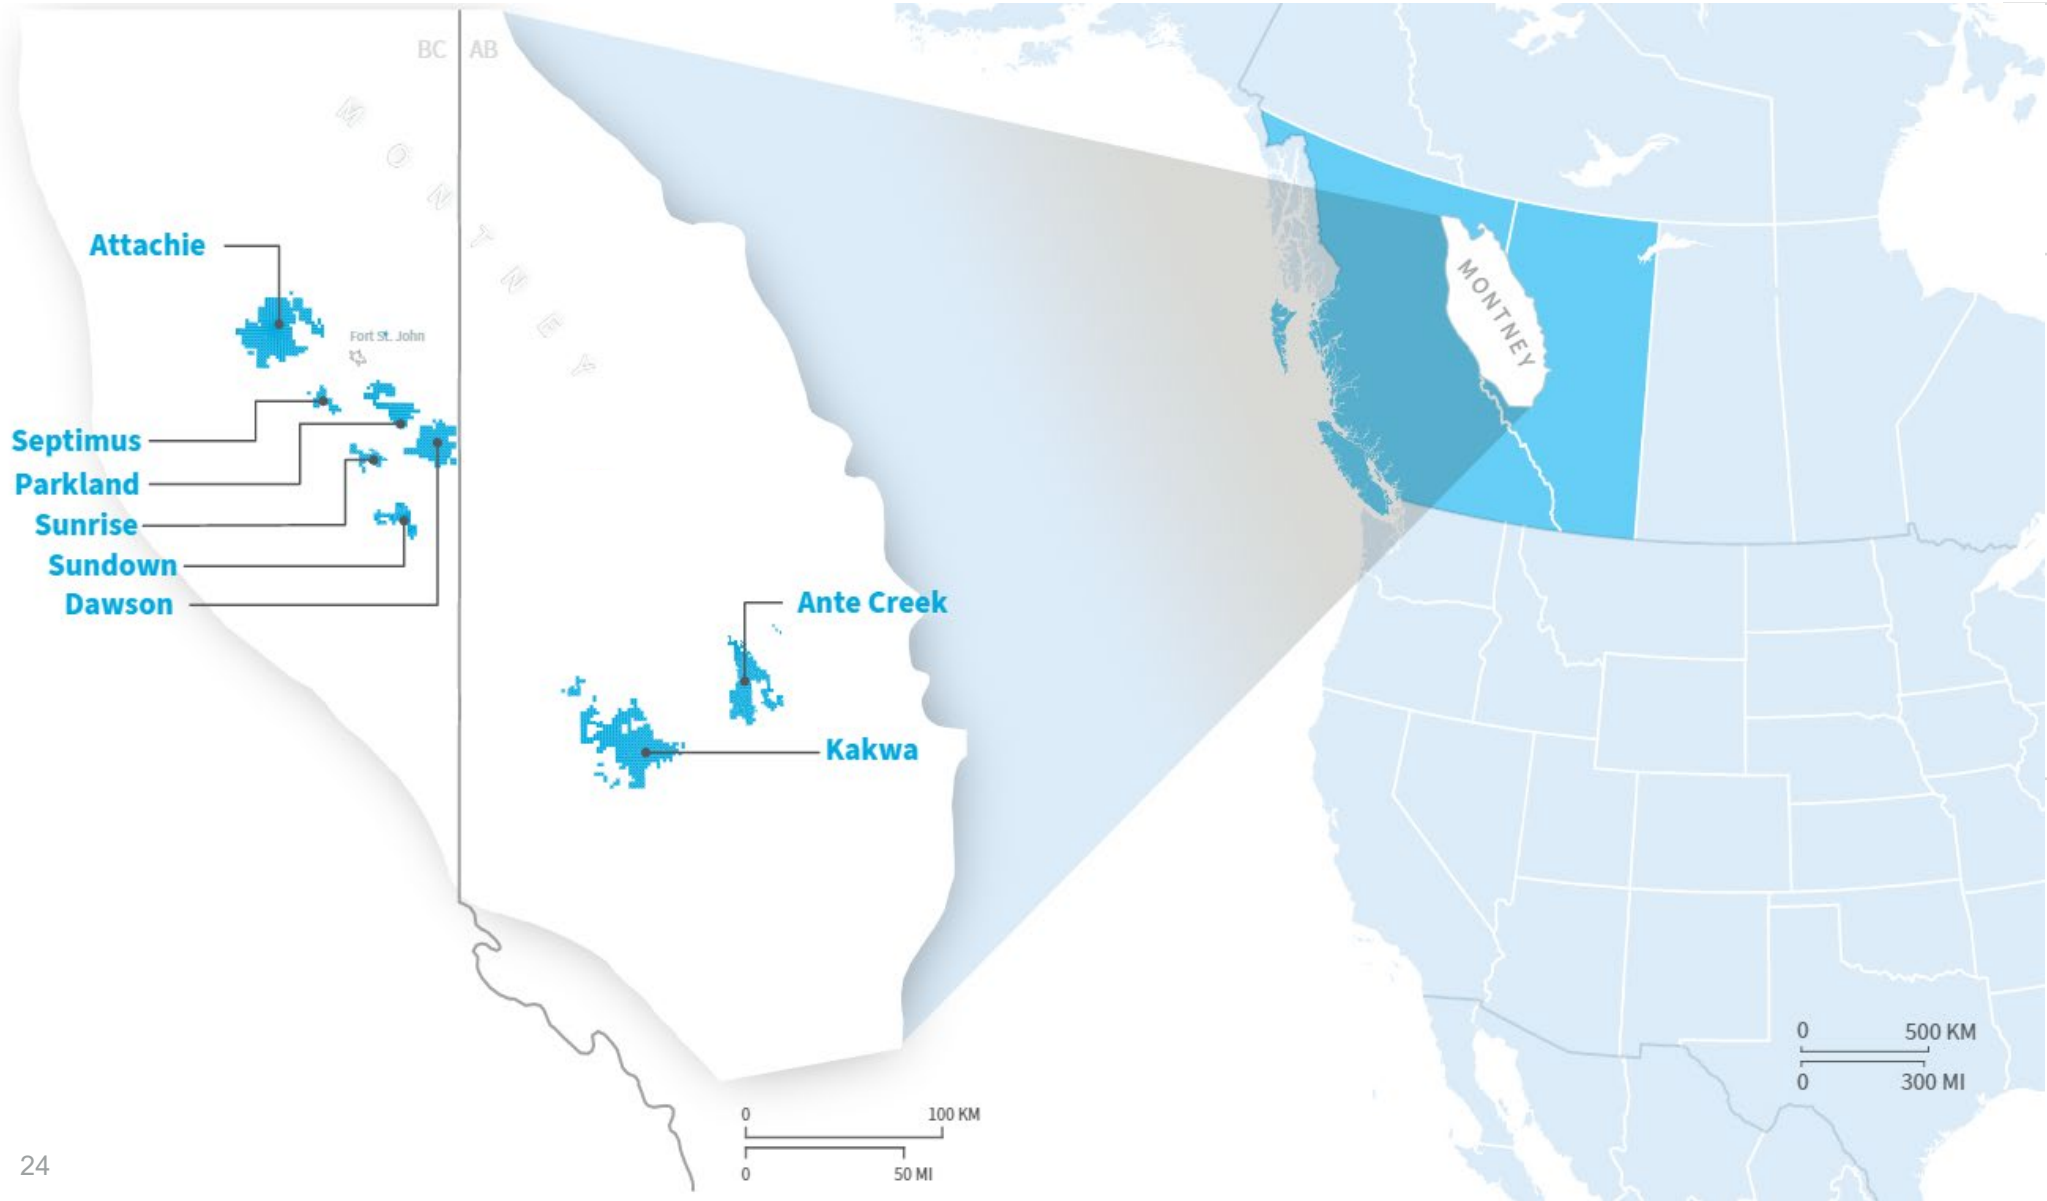 BC AB
MONTNEY
Attachie
Fort St. John
Septimus
Parkland
Sunrise
Sundown
Dawson
Ante Creek
Kakwa
MONTNEY
0 500 KM
0 300 MI
0 100 KM
0 50 MI
24